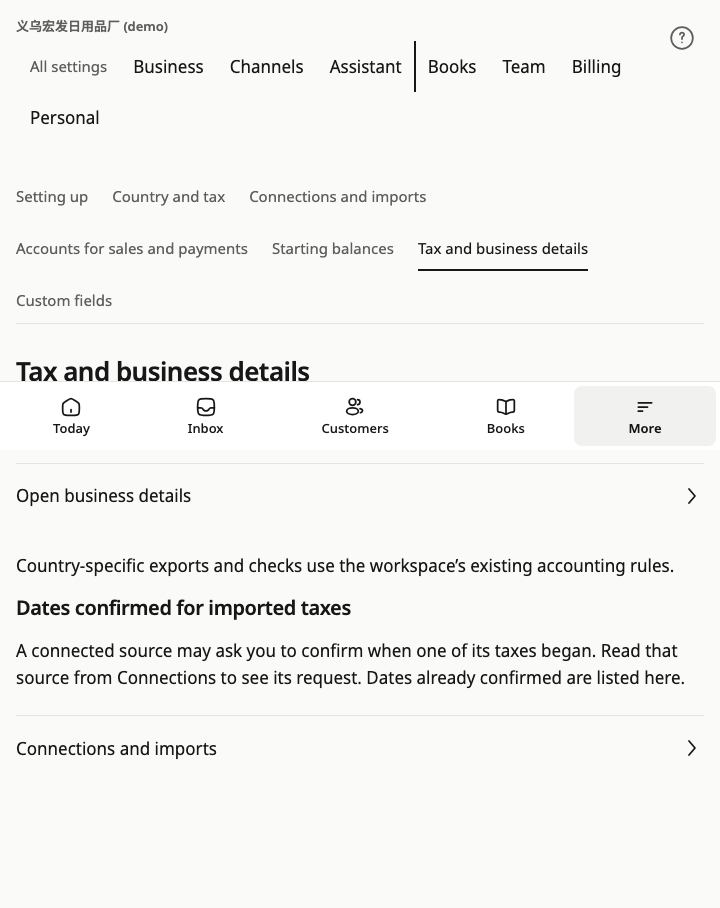 义乌宏发日用品厂 (demo)
All settings Business Channels Assistant Books Team Billing
Personal
Setting up Country and tax Connections and imports
Accounts for sales and payments Starting balances Tax and business details
Custom fields
Tax and business details
Today Inbox Customers Books More
Open business details
Country-specific exports and checks use the workspace’s existing accounting rules.
Dates confirmed for imported taxes
A connected source may ask you to confirm when one of its taxes began. Read that
source from Connections to see its request. Dates already confirmed are listed here.
Connections and imports